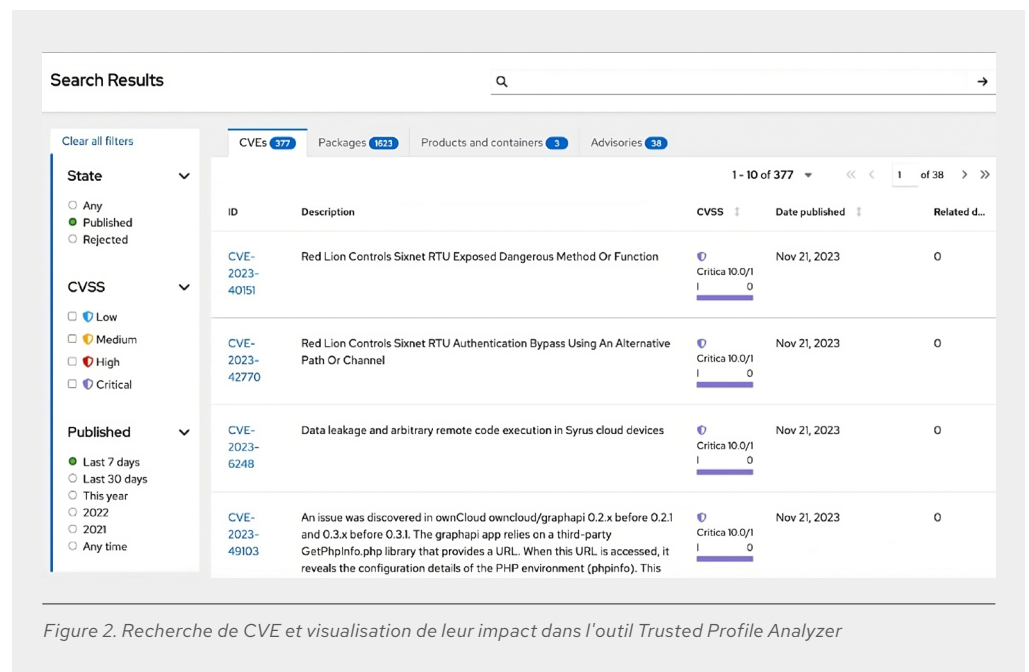 Search Results
Clear all filters
State
Any
Published
Rejected
CVSS
Low
Medium
High
Critical
Published
Last 7 days
Last 30 days
This year
2022
2021
Any time
CVEs 377
Packages 1623
Products and containers 3
Advisories 38
1 - 10 of 377
1 of 38
ID Description CVSS Date published Related d...
CVE-
2023-
40151
Red Lion Controls Sixnet RTU Exposed Dangerous Method Or Function
Critica 10.0/1
l 0
Nov 21, 2023
0
CVE-
2023-
42770
Red Lion Controls Sixnet RTU Authentication Bypass Using An Alternative
Path Or Channel
Critica 10.0/1
l 0
Nov 21, 2023
0
CVE-
2023-
6248
Data leakage and arbitrary remote code execution in Syrus cloud devices
Critica 10.0/1
l 0
Nov 21, 2023
0
CVE-
2023-
49103
An issue was discovered in ownCloud owncloud/graphapi 0.2.x before 0.2.1
and 0.3.x before 0.3.1. The graphapi app relies on a third-party
GetPhpInfo.php library that provides a URL. When this URL is accessed, it
reveals the configuration details of the PHP environment (phpinfo). This
Critica 10.0/1
l 0
Nov 21, 2023
0
Figure 2. Recherche de CVE et visualisation de leur impact dans l'outil Trusted Profile Analyzer